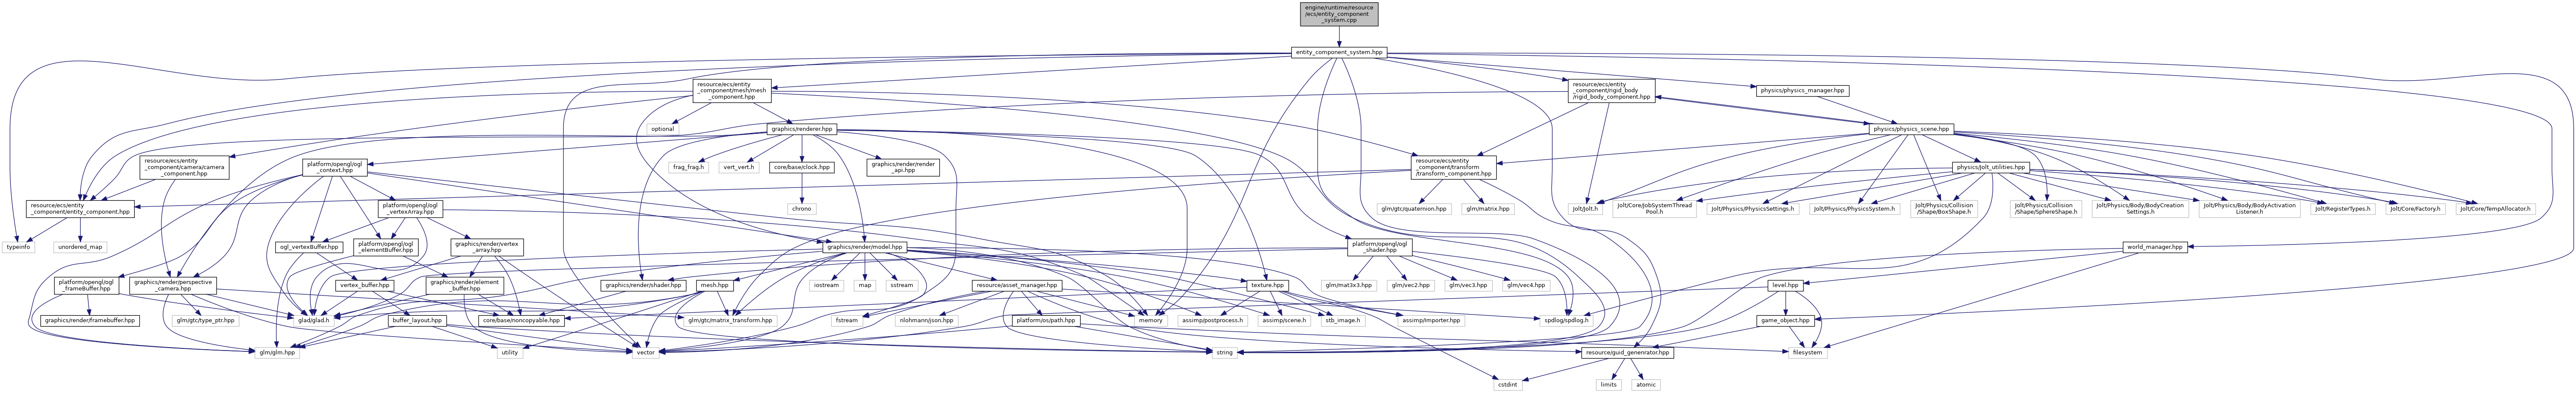 engine/runtime/resource
/ecs/entity_component
_system.cpp
entity_component_system.hpp
resource/ecs/entity
_component/mesh/mesh
_component.hpp
resource/ecs/entity
_component/rigid_body
/rigid_body_component.hpp
physics/physics_manager.hpp
optional
graphics/renderer.hpp
physics/physics_scene.hpp
resource/ecs/entity
_component/camera/camera
_component.hpp
platform/opengl/ogl
_context.hpp
frag_frag.h
vert_vert.h
core/base/clock.hpp
graphics/render/render
_api.hpp
resource/ecs/entity
_component/transform
/transform_component.hpp
physics/jolt_utilities.hpp
resource/ecs/entity
_component/entity_component.hpp
platform/opengl/ogl
_vertexArray.hpp
chrono
glm/gtc/quaternion.hpp
glm/matrix.hpp
Jolt/Jolt.h
Jolt/Core/JobSystemThread
Pool.h
Jolt/Physics/PhysicsSettings.h
Jolt/Physics/PhysicsSystem.h
Jolt/Physics/Collision
/Shape/BoxShape.h
Jolt/Physics/Collision
/Shape/SphereShape.h
Jolt/Physics/Body/BodyCreation
Settings.h
Jolt/Physics/Body/BodyActivation
Listener.h
Jolt/RegisterTypes.h
Jolt/Core/Factory.h
Jolt/Core/TempAllocator.h
typeinfo
unordered_map
ogl_vertexBuffer.hpp
platform/opengl/ogl
_elementBuffer.hpp
graphics/render/vertex
_array.hpp
graphics/render/model.hpp
platform/opengl/ogl
_shader.hpp
world_manager.hpp
platform/opengl/ogl
_frameBuffer.hpp
graphics/render/perspective
_camera.hpp
vertex_buffer.hpp
graphics/render/element
_buffer.hpp
graphics/render/shader.hpp
mesh.hpp
iostream
map
sstream
resource/asset_manager.hpp
texture.hpp
glm/mat3x3.hpp
glm/vec2.hpp
glm/vec3.hpp
glm/vec4.hpp
level.hpp
graphics/render/framebuffer.hpp
glm/gtc/type_ptr.hpp
glad/glad.h
buffer_layout.hpp
core/base/noncopyable.hpp
glm/gtc/matrix_transform.hpp
fstream
nlohmann/json.hpp
platform/os/path.hpp
memory
assimp/postprocess.h
assimp/scene.h
stb_image.h
assimp/Importer.hpp
spdlog/spdlog.h
game_object.hpp
glm/glm.hpp
utility
vector
string
resource/guid_genenrator.hpp
filesystem
cstdint
limits
atomic